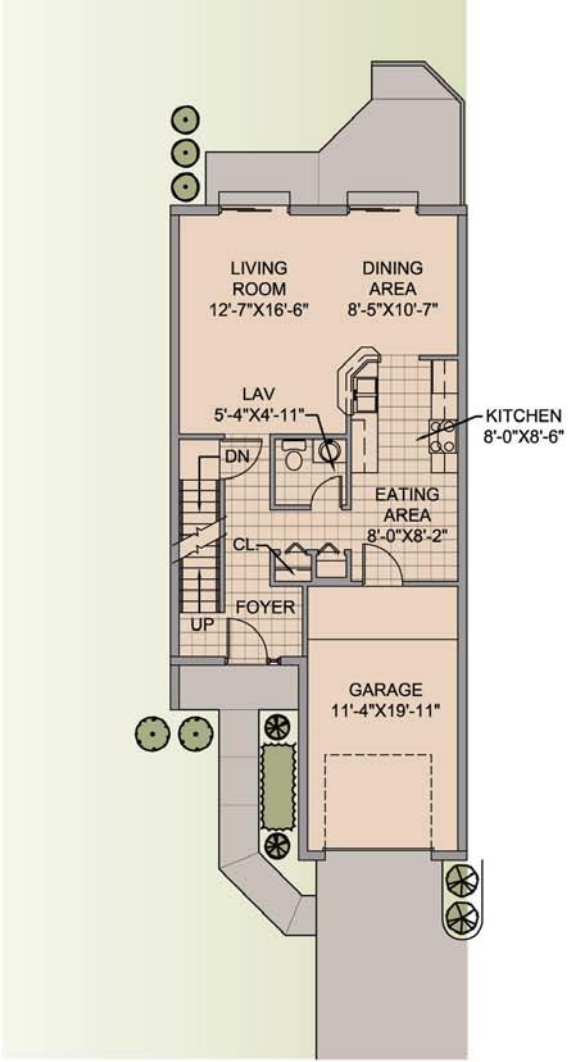 LIVING
ROOM
12'-7"X16'-6"
DINING
AREA
8'-5"X10'-7"
LAV
5'-4"X4'-11"
KITCHEN
8'-0"X8'-6"
DN
EATING
AREA
8'-0"X8'-2"
CL.
FOYER
UP
GARAGE
11'-4"X19'-11"